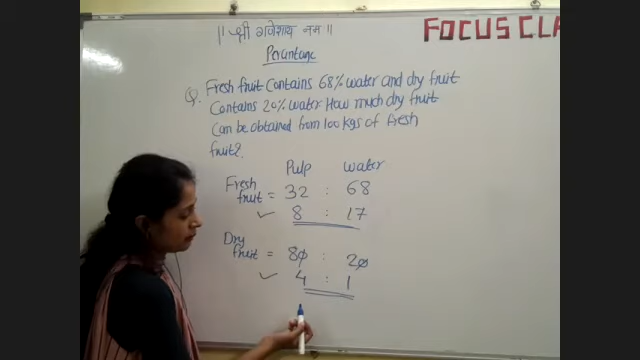 || श्री गणेशाय नमः ||
FOCUS CLA
Percentage
Q. Fresh fruit Contains 68% water and dry fruit
Contains 20% water. How much dry fruit
Can be obtained from 100 kgs of fresh
fruit?
Pulp water
Fresh fruit = 32 : 68
✓ 8 : 17
Dry fruit = 80 : 20
✓ 4 : 1